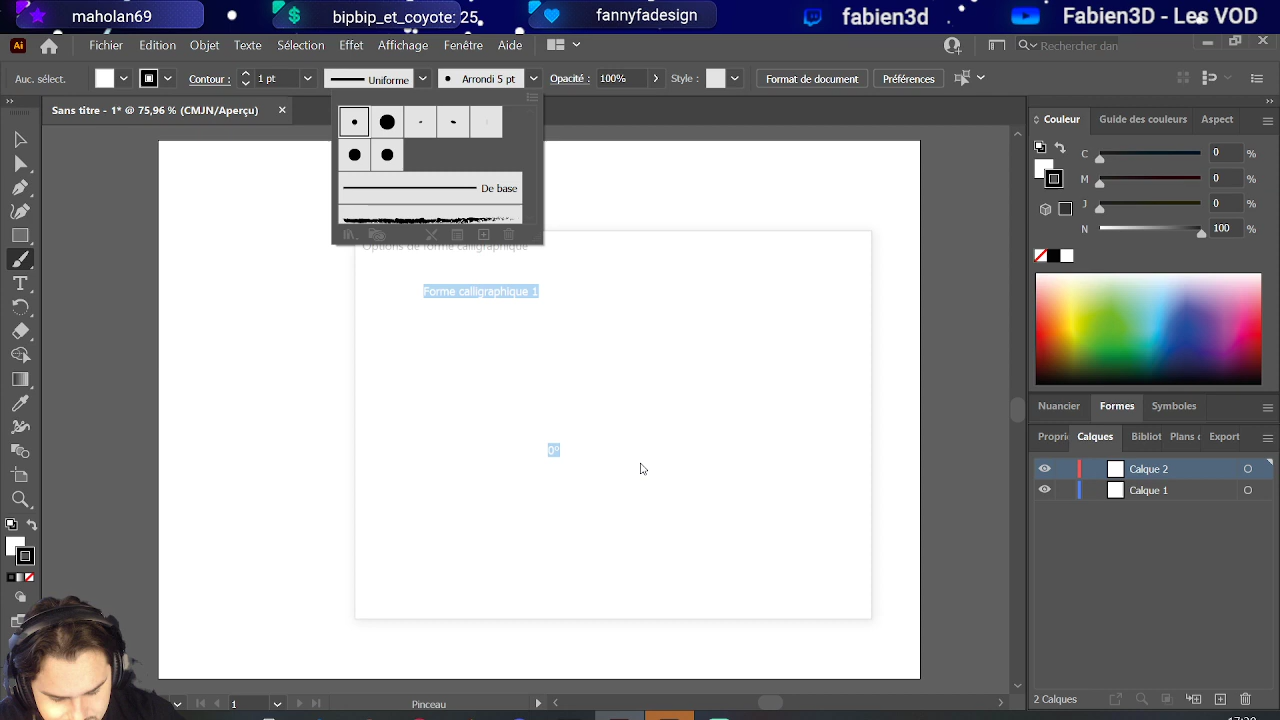 maholan69
bipbip_et_coyote: 25
fannyfadesign
fabien3d
Fabien3D - Les VOD
Ai
Fichier Edition Objet Texte Sélection Effet Affichage Fenêtre Aide
Rechercher dan
Auc. sélect.
Contour : 1 pt
Uniforme
Arrondi 5 pt
Opacité : 100%
Style :
Format de document
Préférences
Sans titre - 1* @ 75,96 % (CMJN/Aperçu)
De base
Options de forme calligraphique
Forme calligraphique 1
0°
Couleur Guide des couleurs Aspect
C 0 %
M 0 %
J 0 %
N 100 %
Nuancier Formes Symboles
Propri Calques Bibliot Plans c Export
Calque 2
Calque 1
2 Calques
1
Pinceau